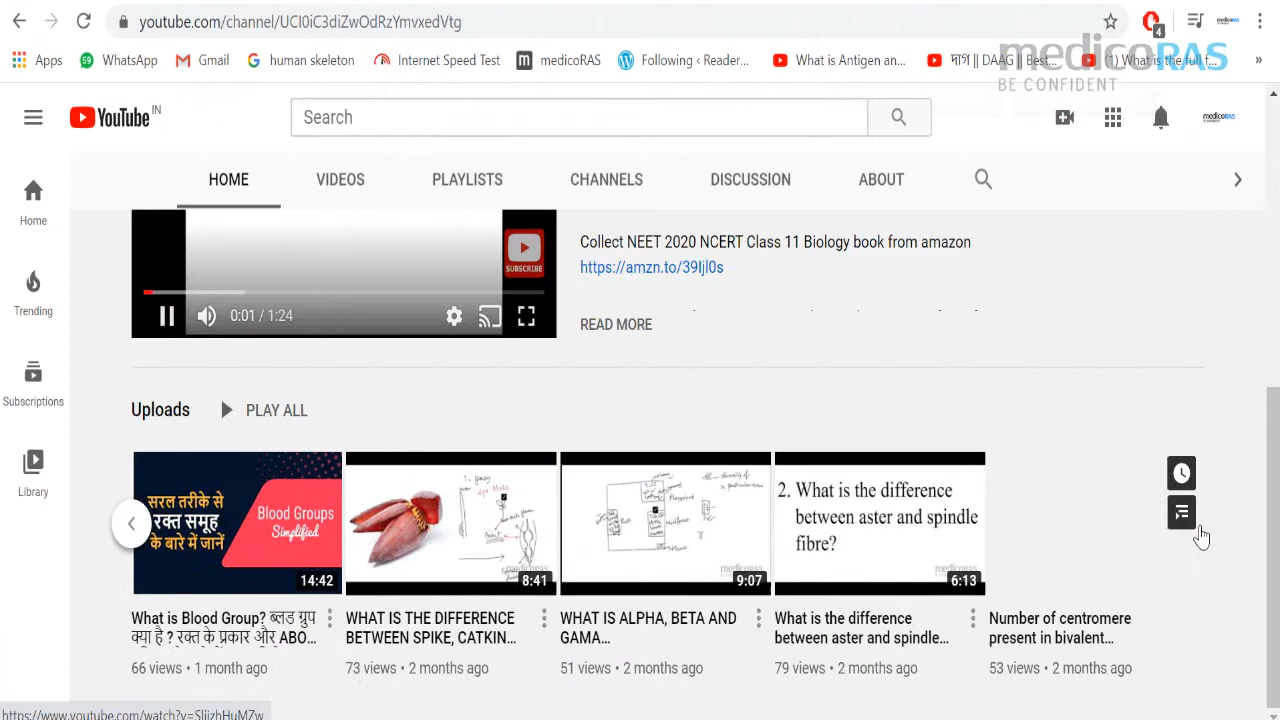 youtube.com/channel/UCI0iC3diZwOdRzYmvxedVtg
4
Apps
59
WhatsApp
Gmail
human skeleton
Internet Speed Test
medicoRAS
Following ‹ Reader...
What is Antigen an...
দাগ || DAAG || Best...
(1) What is the full f...
»
medicoRAS
BE CONFIDENT
YouTube IN
Search
medicoRAS
HOME
VIDEOS
PLAYLISTS
CHANNELS
DISCUSSION
ABOUT
Home
Trending
Subscriptions
Library
SUBSCRIBE
0:01 / 1:24
Collect NEET 2020 NCERT Class 11 Biology book from amazon
https://amzn.to/39Ijl0s
READ MORE
Uploads
PLAY ALL
सरल तरीके से
रक्त समूह
के बारे में जानें
Blood Groups
Simplified
14:42
8:41
medicoRAS
9:07
2. What is the difference
between aster and spindle
fibre?
medicoRAS
6:13
What is Blood Group? ब्लड ग्रुप
क्या है ? रक्त के प्रकार और ABO...
66 views • 1 month ago
WHAT IS THE DIFFERENCE
BETWEEN SPIKE, CATKIN...
73 views • 2 months ago
WHAT IS ALPHA, BETA AND
GAMA...
51 views • 2 months ago
What is the difference
between aster and spindle...
79 views • 2 months ago
Number of centromere
present in bivalent...
53 views • 2 months ago
https://www.youtube.com/watch?v=SljizhHuMZw